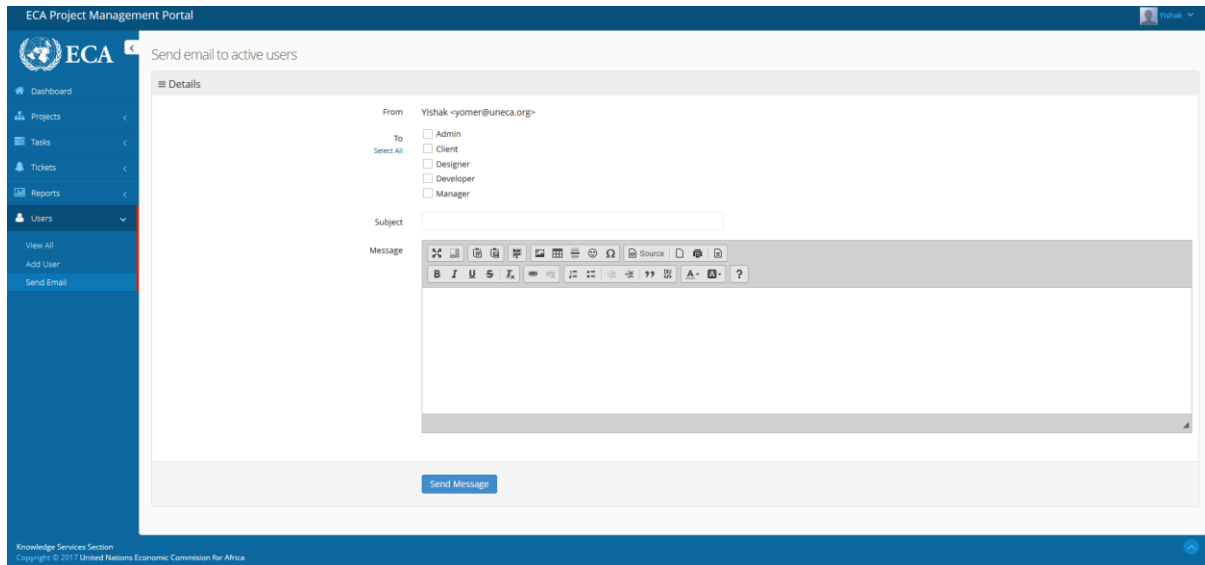 ECA Project Management Portal
Yishak
ECA
Send email to active users
Details
Dashboard
Projects
Tasks
Tickets
Reports
Users
View All
Add User
Send Email
From Yishak <yomer@uneca.org>
To
Select All
Admin
Client
Designer
Developer
Manager
Subject
Message
Ω Source
B I U S Ix A A ?
Send Message
Knowledge Services Section
Copyright © 2017 United Nations Economic Commision for Africa